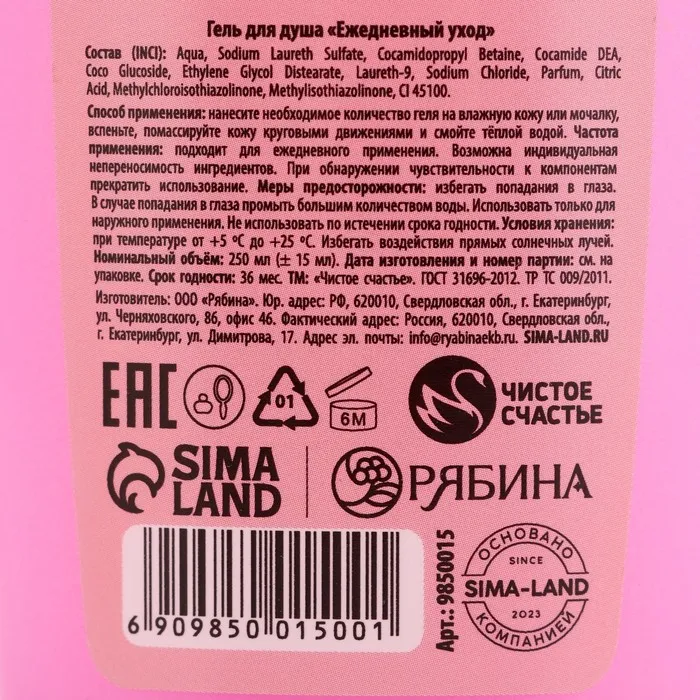 Гель для душа «Ежедневный уход»
Состав (INCI): Aqua, Sodium Laureth Sulfate, Cocamidopropyl Betaine, Cocamide DEA,
Coco Glucoside, Ethylene Glycol Distearate, Laureth-9, Sodium Chloride, Parfum, Citric
Acid, Methylchloroisothiazolinone, Methylisothiazolinone, CI 45100.
Способ применения: нанесите необходимое количество геля на влажную кожу или мочалку,
вспеньте, помассируйте кожу круговыми движениями и смойте тёплой водой. Частота
применения: подходит для ежедневного применения. Возможна индивидуальная
непереносимость ингредиентов. При обнаружении чувствительности к компонентам
прекратить использование. Меры предосторожности: избегать попадания в глаза.
В случае попадания в глаза промыть большим количеством воды. Использовать только для
наружного применения. Не использовать по истечении срока годности. Условия хранения:
при температуре от +5 °C до +25 °C. Избегать воздействия прямых солнечных лучей.
Номинальный объём: 250 мл (± 15 мл). Дата изготовления и номер партии: см. на
упаковке. Срок годности: 36 мес. ТМ: «Чистое счастье». ГОСТ 31696-2012. ТР ТС 009/2011.
Изготовитель: ООО «Рябина». Юр. адрес: РФ, 620010, Свердловская обл., г. Екатеринбург,
ул. Черняховского, 86, офис 46. Фактический адрес: Россия, 620010, Свердловская обл.,
г. Екатеринбург, ул. Димитрова, 17. Адрес эл. почты: info@ryabinaekb.ru. SIMA-LAND.RU
EAC
01
6M
ЧИСТОЕ
СЧАСТЬЕ
SIMA
LAND
РЯБИНА
6 909850 015001
Арт.: 9850015
ОСНОВАНО
SINCE
SIMA-LAND
2023
КОМПАНИЕЙ